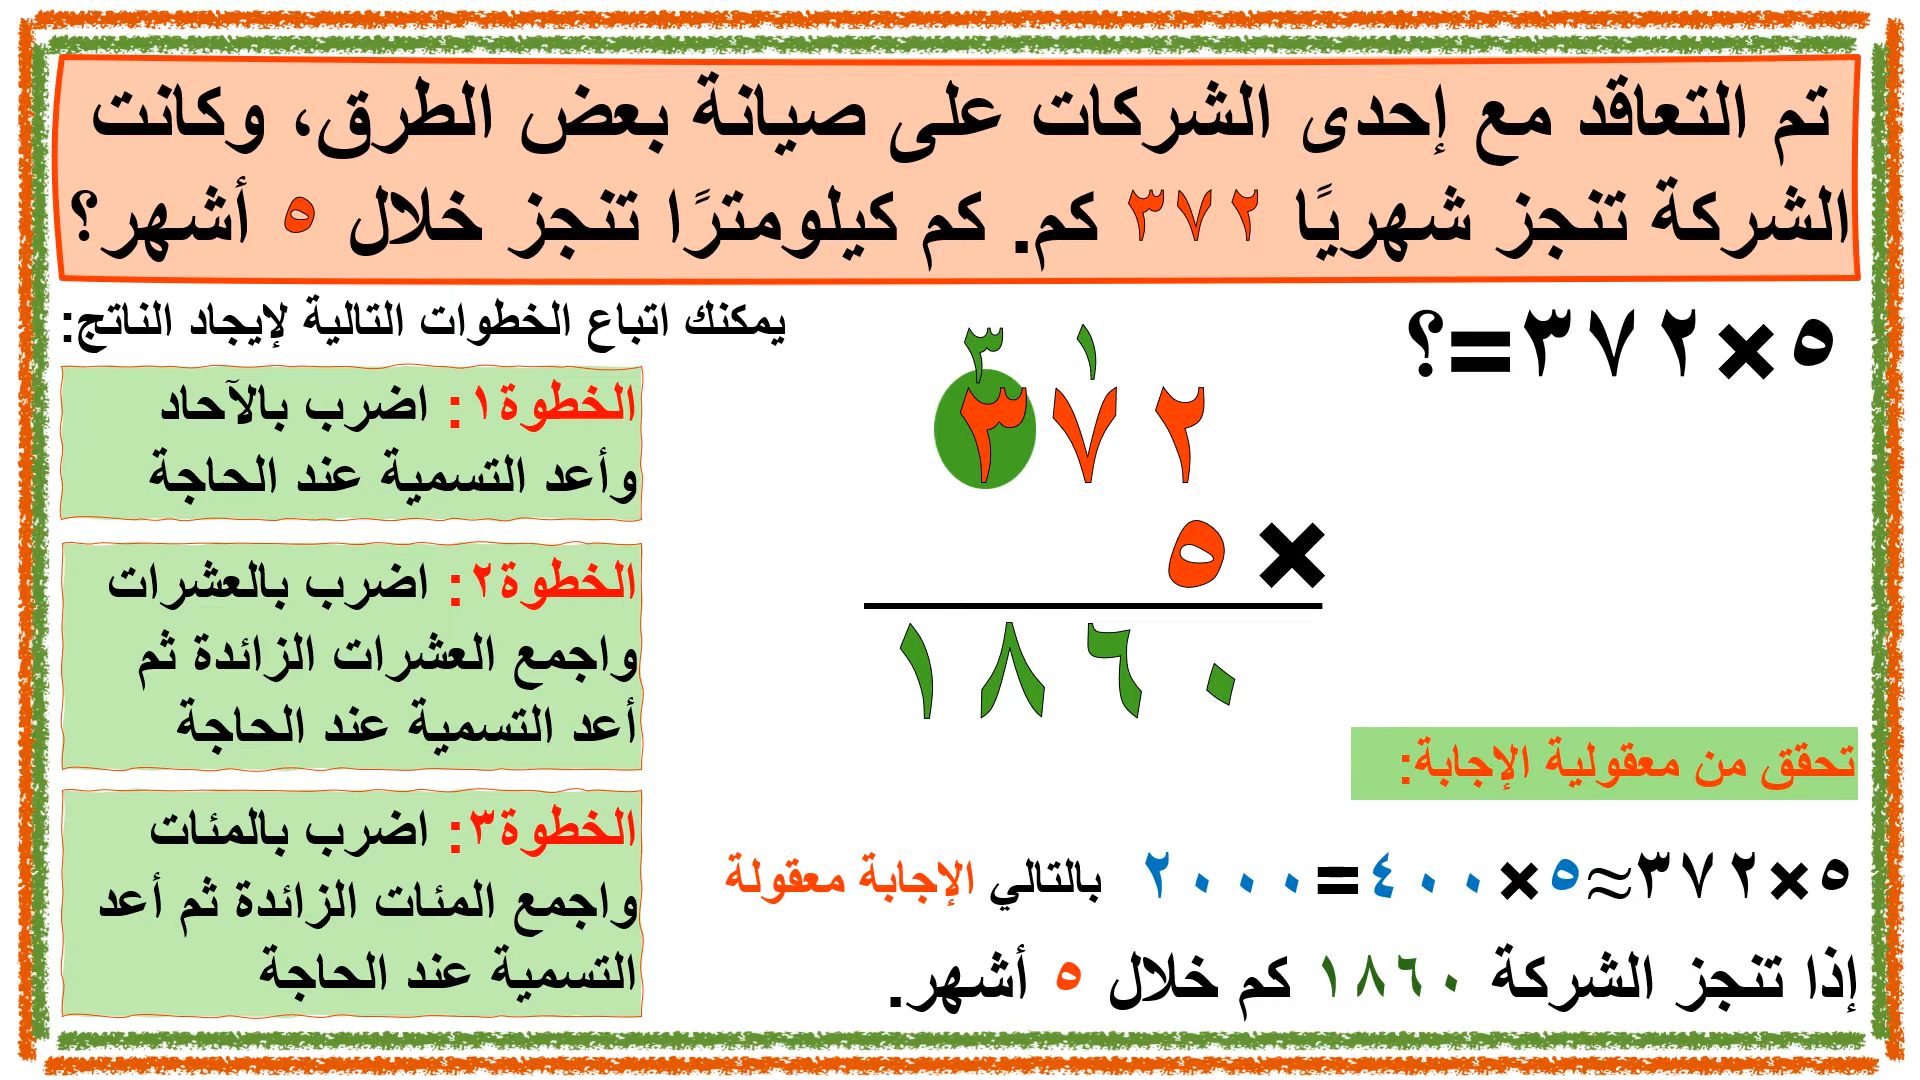 تم التعاقد مع إحدى الشركات على صيانة بعض الطرق، وكانت
الشركة تنجز شهريًا ٣٧٢ كم. كم كيلومترًا تنجز خلال ٥ أشهر؟
٥×٣٧٢=؟
يمكنك اتباع الخطوات التالية لإيجاد الناتج:
الخطوة١: اضرب بالآحاد
وأعد التسمية عند الحاجة
الخطوة٢: اضرب بالعشرات
واجمع العشرات الزائدة ثم
أعد التسمية عند الحاجة
الخطوة٣: اضرب بالمئات
واجمع المئات الزائدة ثم أعد
التسمية عند الحاجة
٣ ١
٣٧٢
× ٥
١٨٦٠
تحقق من معقولية الإجابة:
٥×٣٧٢≈٥×٤٠٠=٢٠٠٠ بالتالي الإجابة معقولة
إذا تنجز الشركة ١٨٦٠ كم خلال ٥ أشهر.